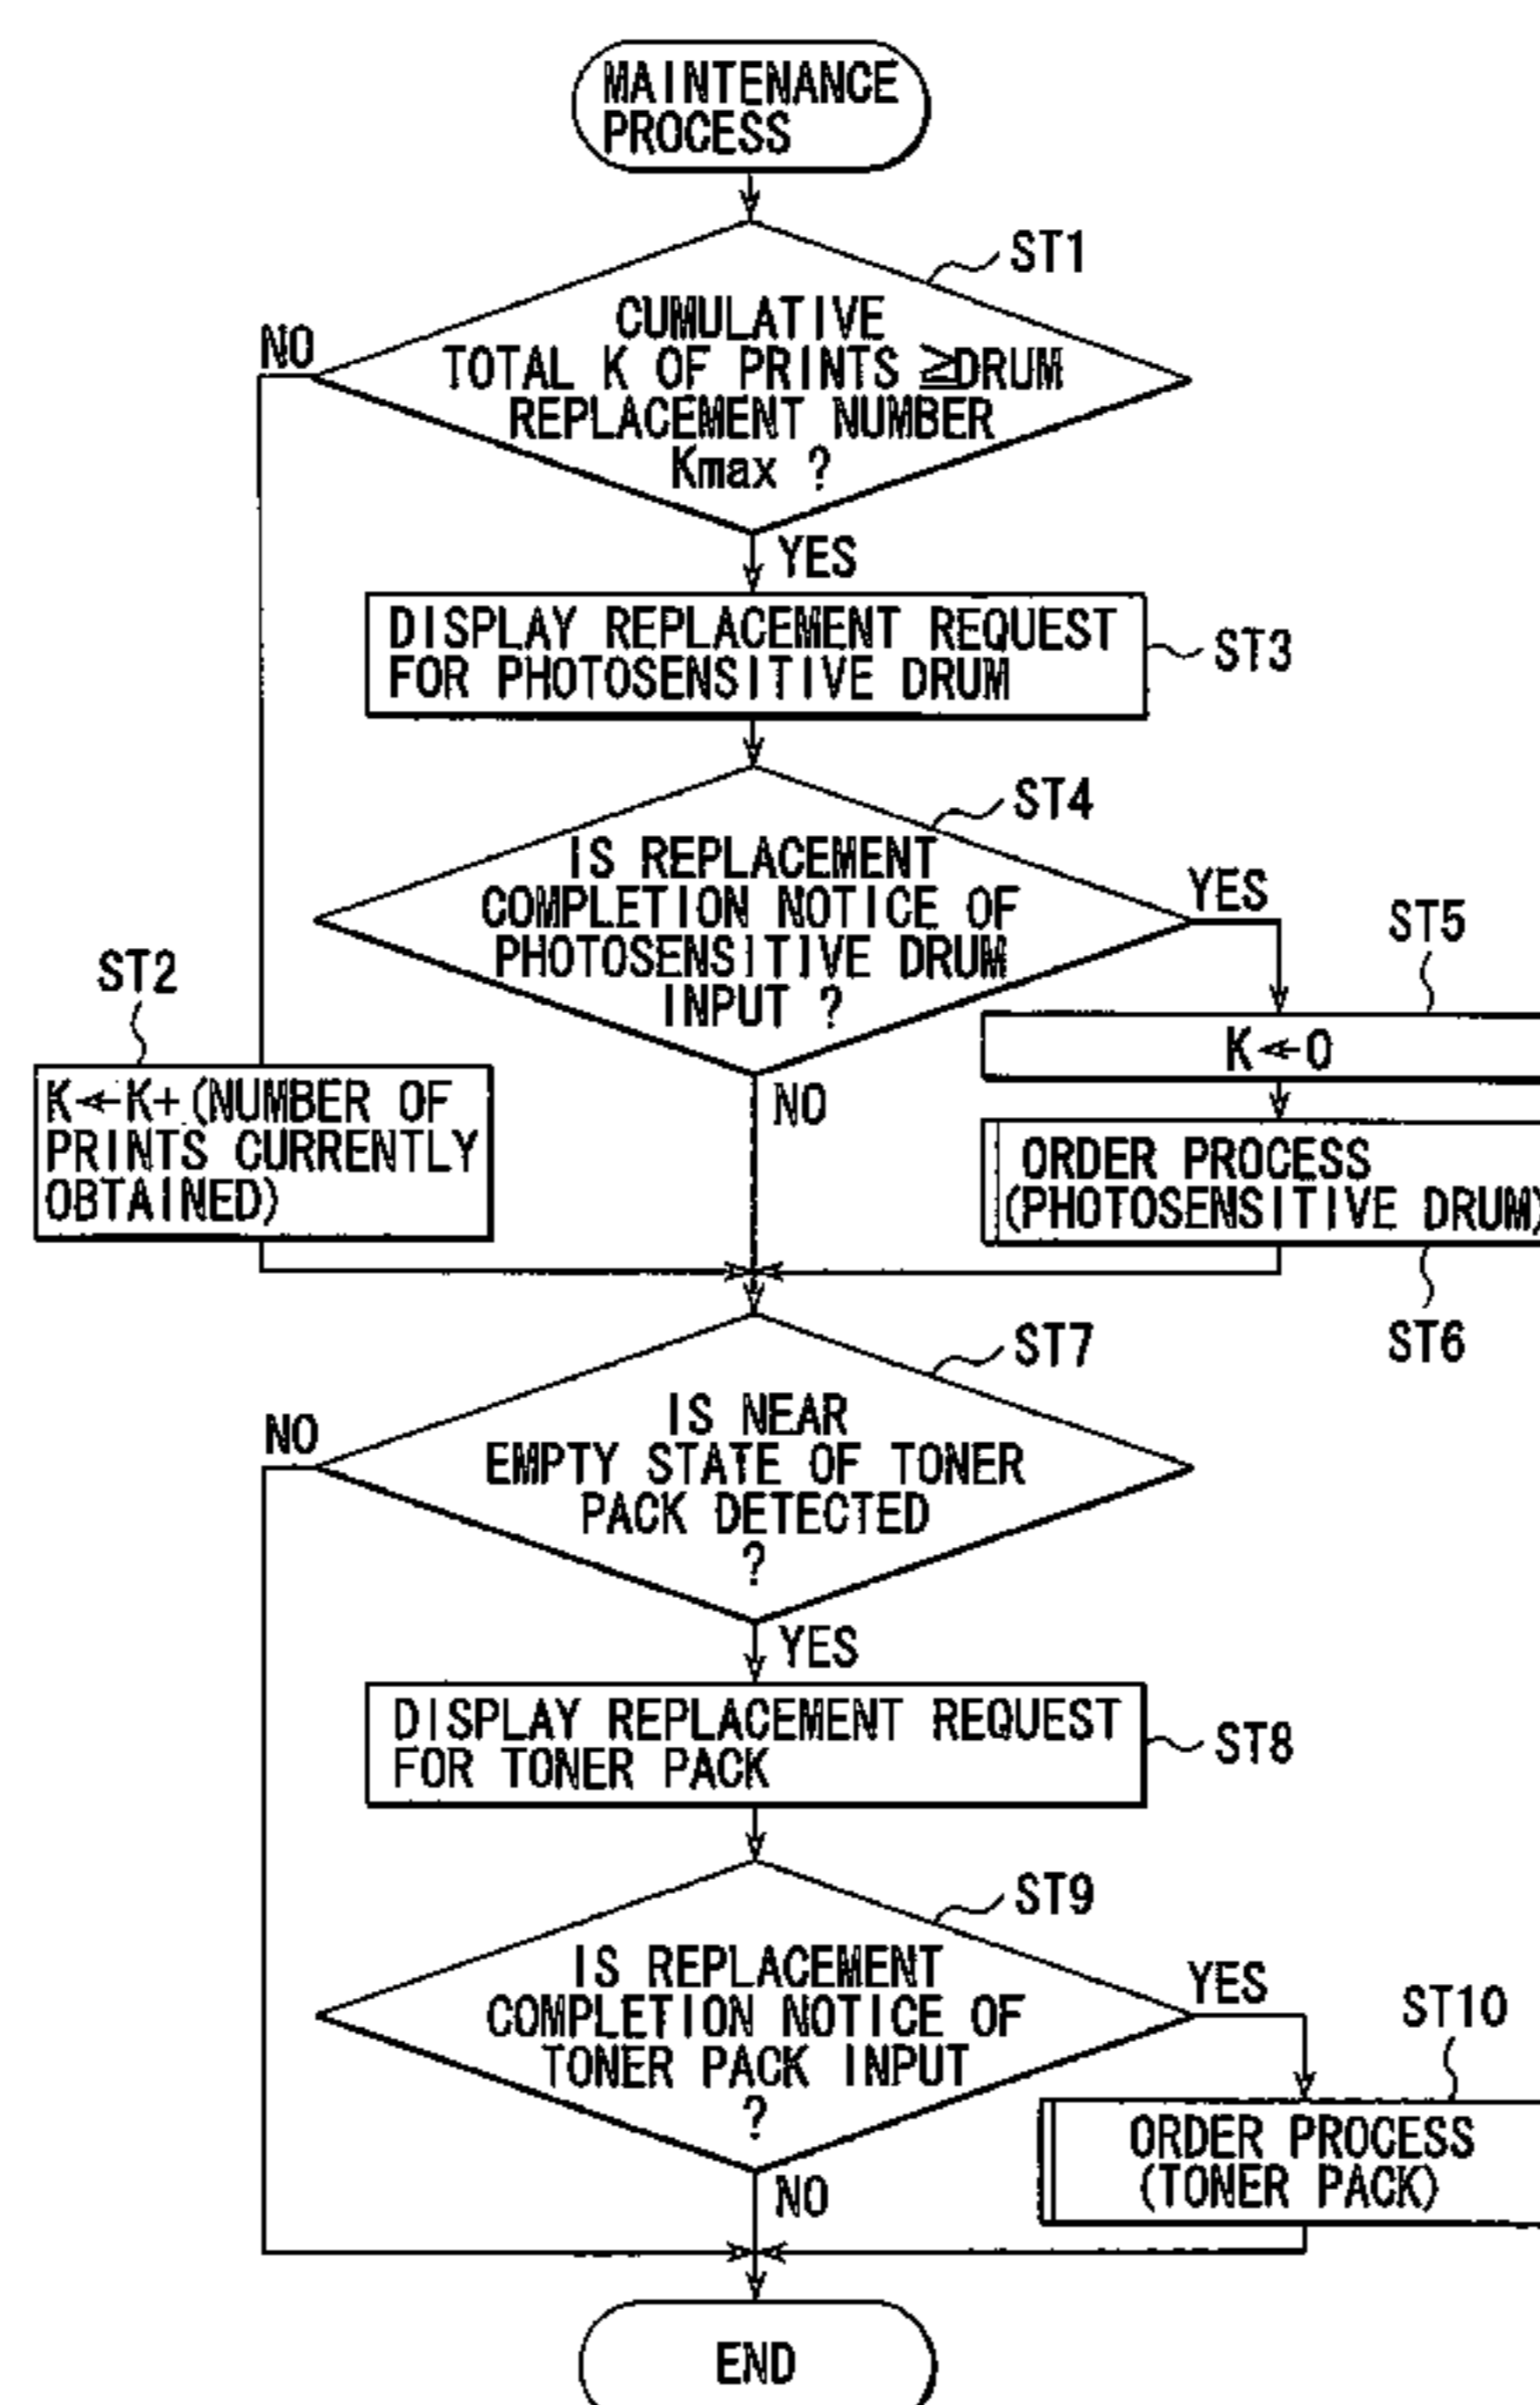 MAINTENANCE
PROCESS
ST1
CUMULATIVE
TOTAL K OF PRINTS ≧DRUM
REPLACEMENT NUMBER
Kmax ?
NO
YES
DISPLAY REPLACEMENT REQUEST
FOR PHOTOSENSITIVE DRUM
ST3
ST4
IS REPLACEMENT
COMPLETION NOTICE OF
PHOTOSENSITIVE DRUM
INPUT ?
YES
NO
ST5
K←0
ST2
K←K+(NUMBER OF
PRINTS CURRENTLY
OBTAINED)
ORDER PROCESS
(PHOTOSENSITIVE DRUM)
ST6
ST7
IS NEAR
EMPTY STATE OF TONER
PACK DETECTED
?
NO
YES
DISPLAY REPLACEMENT REQUEST
FOR TONER PACK
ST8
ST9
IS REPLACEMENT
COMPLETION NOTICE OF
TONER PACK INPUT
?
YES
NO
ST10
ORDER PROCESS
(TONER PACK)
END